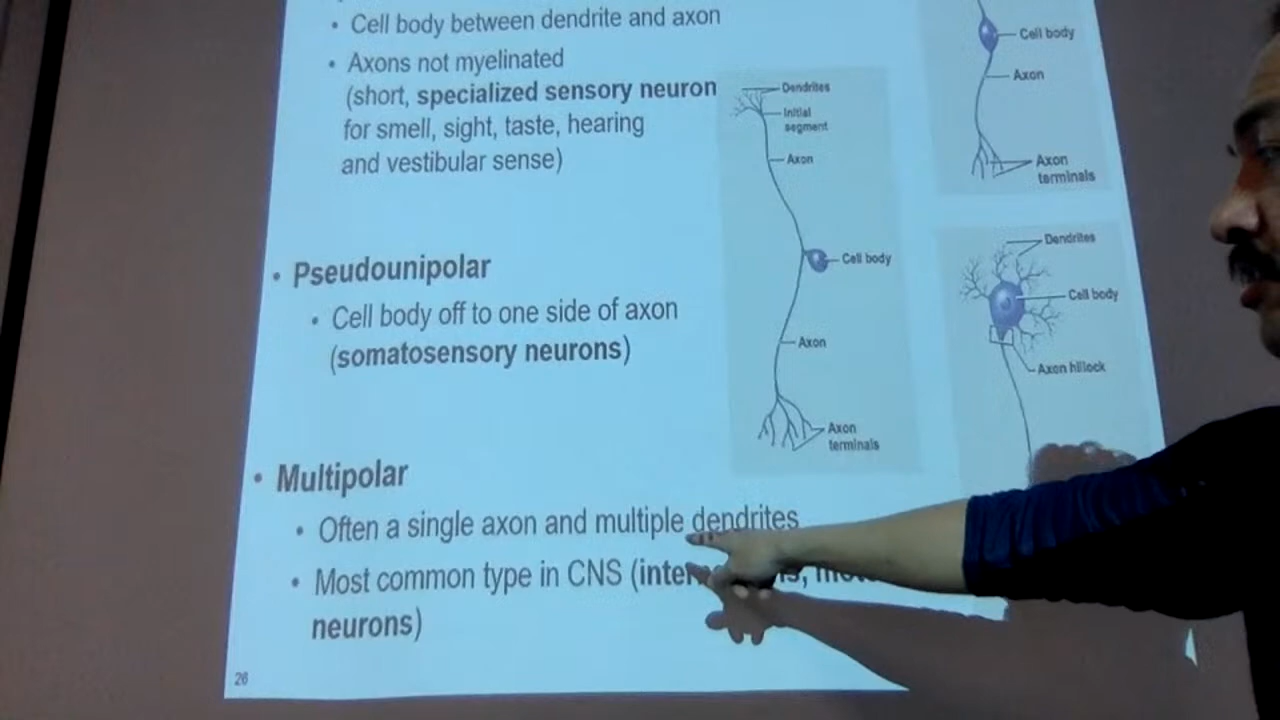 • Cell body between dendrite and axon
• Axons not myelinated
(short, specialized sensory neuron
for smell, sight, taste, hearing
and vestibular sense)
• Pseudounipolar
• Cell body off to one side of axon
(somatosensory neurons)
• Multipolar
• Often a single axon and multiple dendrites
• Most common type in CNS (
neurons)
26
Dendrites
Initial
segment
Axon
Cell body
Axon
Axon
terminals
Cell body
Axon
Axon
terminals
Dendrites
Cell body
Axon hillock